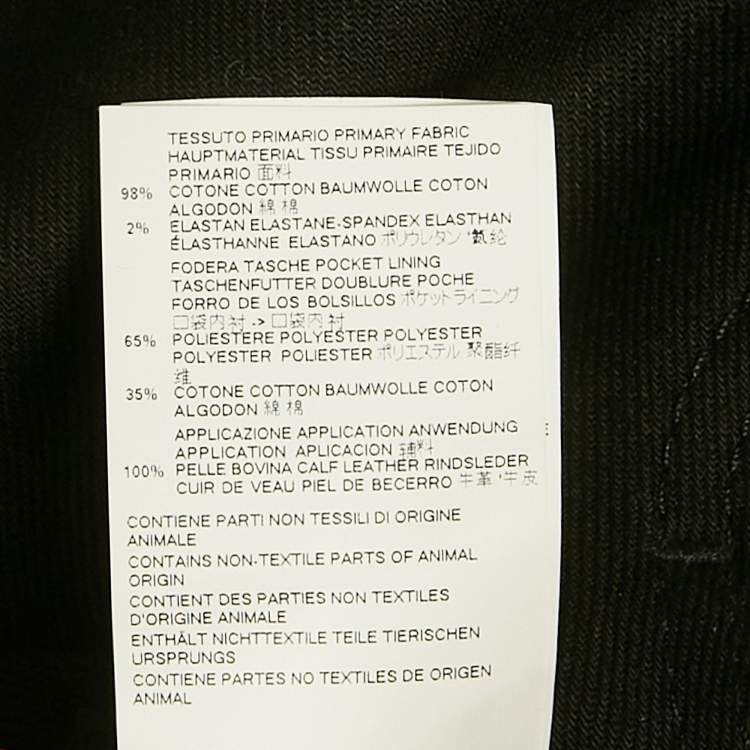 TESSUTO PRIMARIO PRIMARY FABRIC
HAUPTMATERIAL TISSU PRIMAIRE TEJIDO
PRIMARIO 面料
98% COTONE COTTON BAUMWOLLE COTON
ALGODON 綿 棉
2% ELASTAN ELASTANE-SPANDEX ELASTHAN
ÉLASTHANNE ELASTANO ポリウレタン '氨纶
FODERA TASCHE POCKET LINING
TASCHENFUTTER DOUBLURE POCHE
FORRO DE LOS BOLSILLOS ポケットライニング
口袋内衬 -> 口袋内衬
65% POLIESTERE POLYESTER POLYESTER
POLYESTER POLIESTER ポリエステル 聚酯纤
维
35% COTONE COTTON BAUMWOLLE COTON
ALGODON 綿 棉
APPLICAZIONE APPLICATION ANWENDUNG
APPLICATION APLICACION 辅料
100% PELLE BOVINA CALF LEATHER RINDSLEDER
CUIR DE VEAU PIEL DE BECERRO 牛革 '牛皮
CONTIENE PARTI NON TESSILI DI ORIGINE
ANIMALE
CONTAINS NON-TEXTILE PARTS OF ANIMAL
ORIGIN
CONTIENT DES PARTIES NON TEXTILES
D'ORIGINE ANIMALE
ENTHÄLT NICHTTEXTILE TEILE TIERISCHEN
URSPRUNGS
CONTIENE PARTES NO TEXTILES DE ORIGEN
ANIMAL